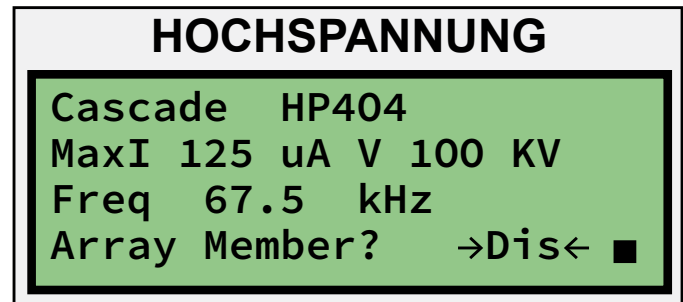 HOCHSPANNUNG
Cascade HP404
MaxI 125 uA V 100 KV
Freq 67.5 kHz
Array Member? →Dis← ■